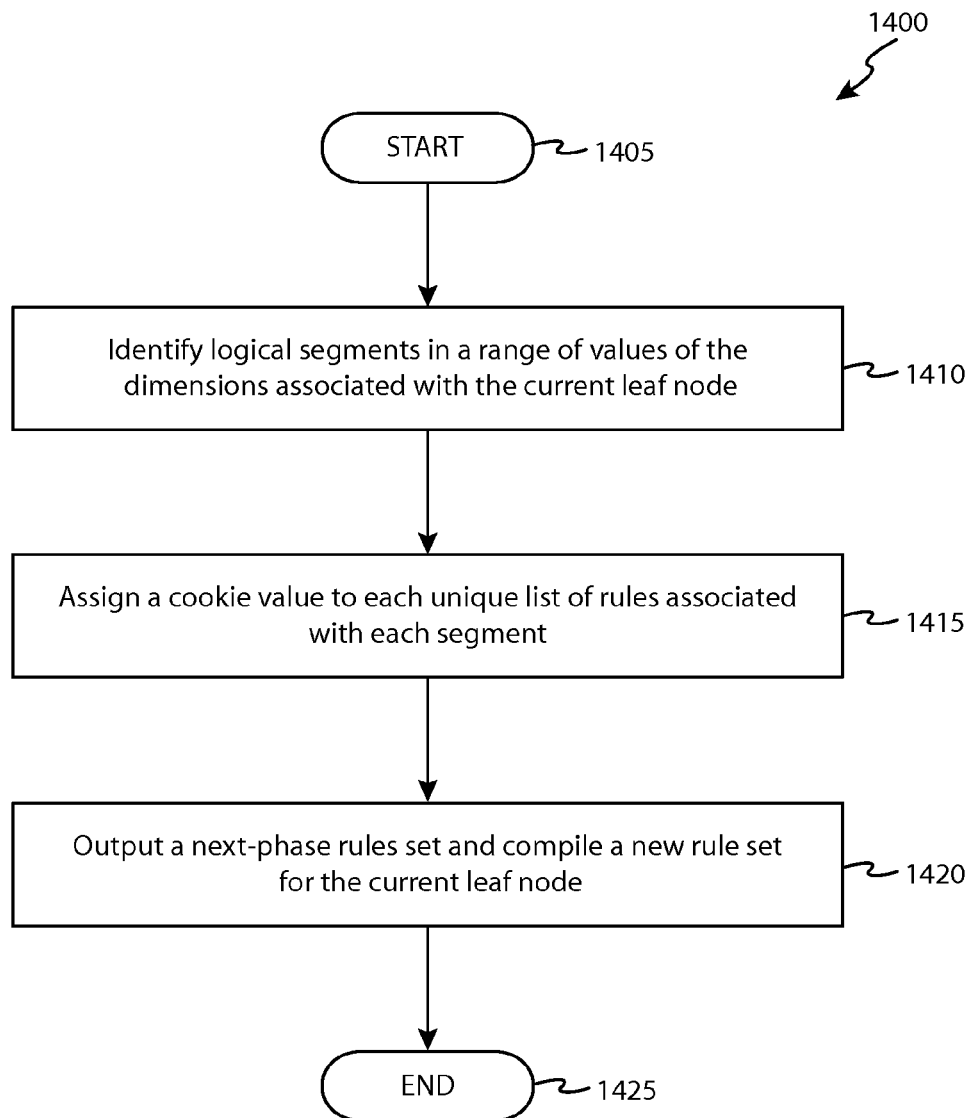 1400
START
1405
Identify logical segments in a range of values of the
dimensions associated with the current leaf node
1410
Assign a cookie value to each unique list of rules associated
with each segment
1415
Output a next-phase rules set and compile a new rule set
for the current leaf node
1420
END
1425